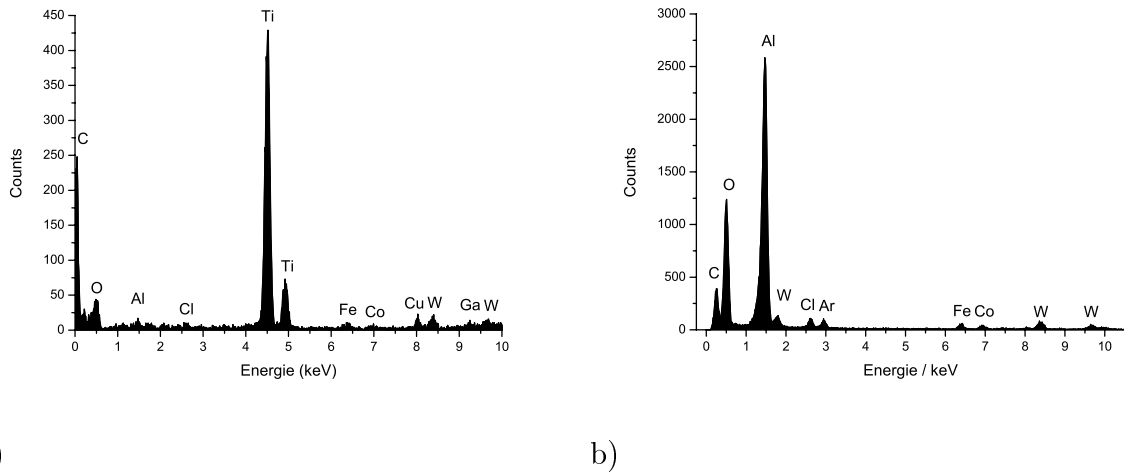 450
400
350
300
250
200
150
100
50
0
Counts
Ti
C
O
Al
Cl
Ti
Fe
Co
Cu
W
Ga
W
0 1 2 3 4 5 6 7 8 9 10
Energie (keV)
)
3000
2500
2000
1500
1000
500
0
Counts
Al
O
C
W
Cl
Ar
Fe
Co
W
W
0 1 2 3 4 5 6 7 8 9 10
Energie / keV
b)